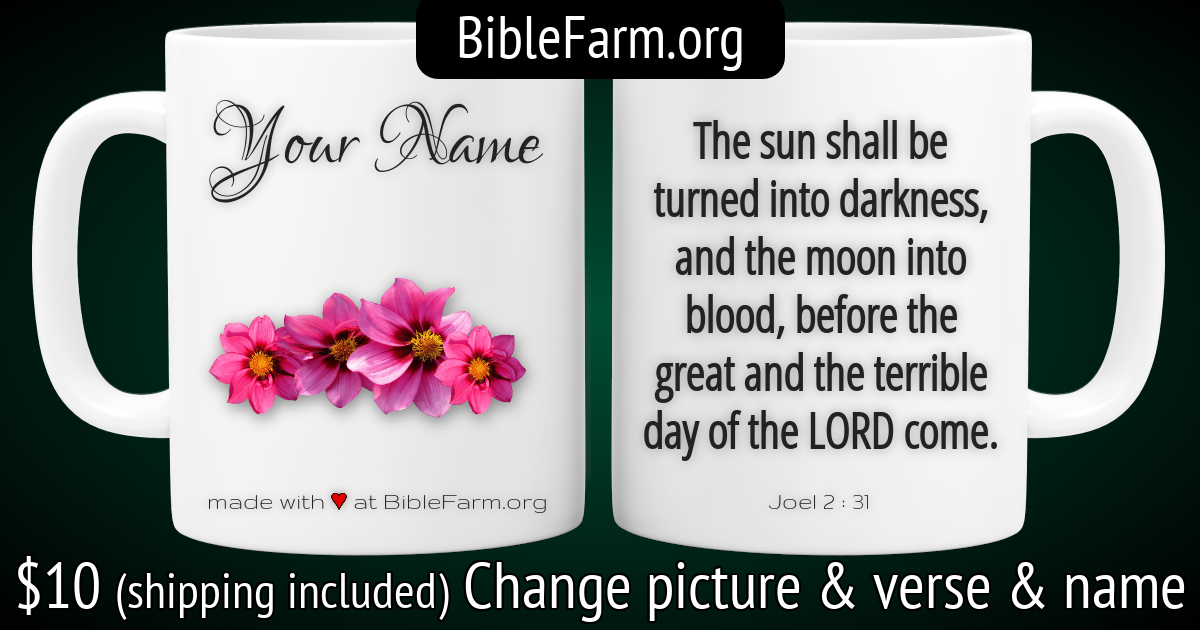 BibleFarm.org
Your Name
made with ♥ at BibleFarm.org
The sun shall be
turned into darkness,
and the moon into
blood, before the
great and the terrible
day of the LORD come.
Joel 2 : 31
$10 (shipping included) Change picture & verse & name